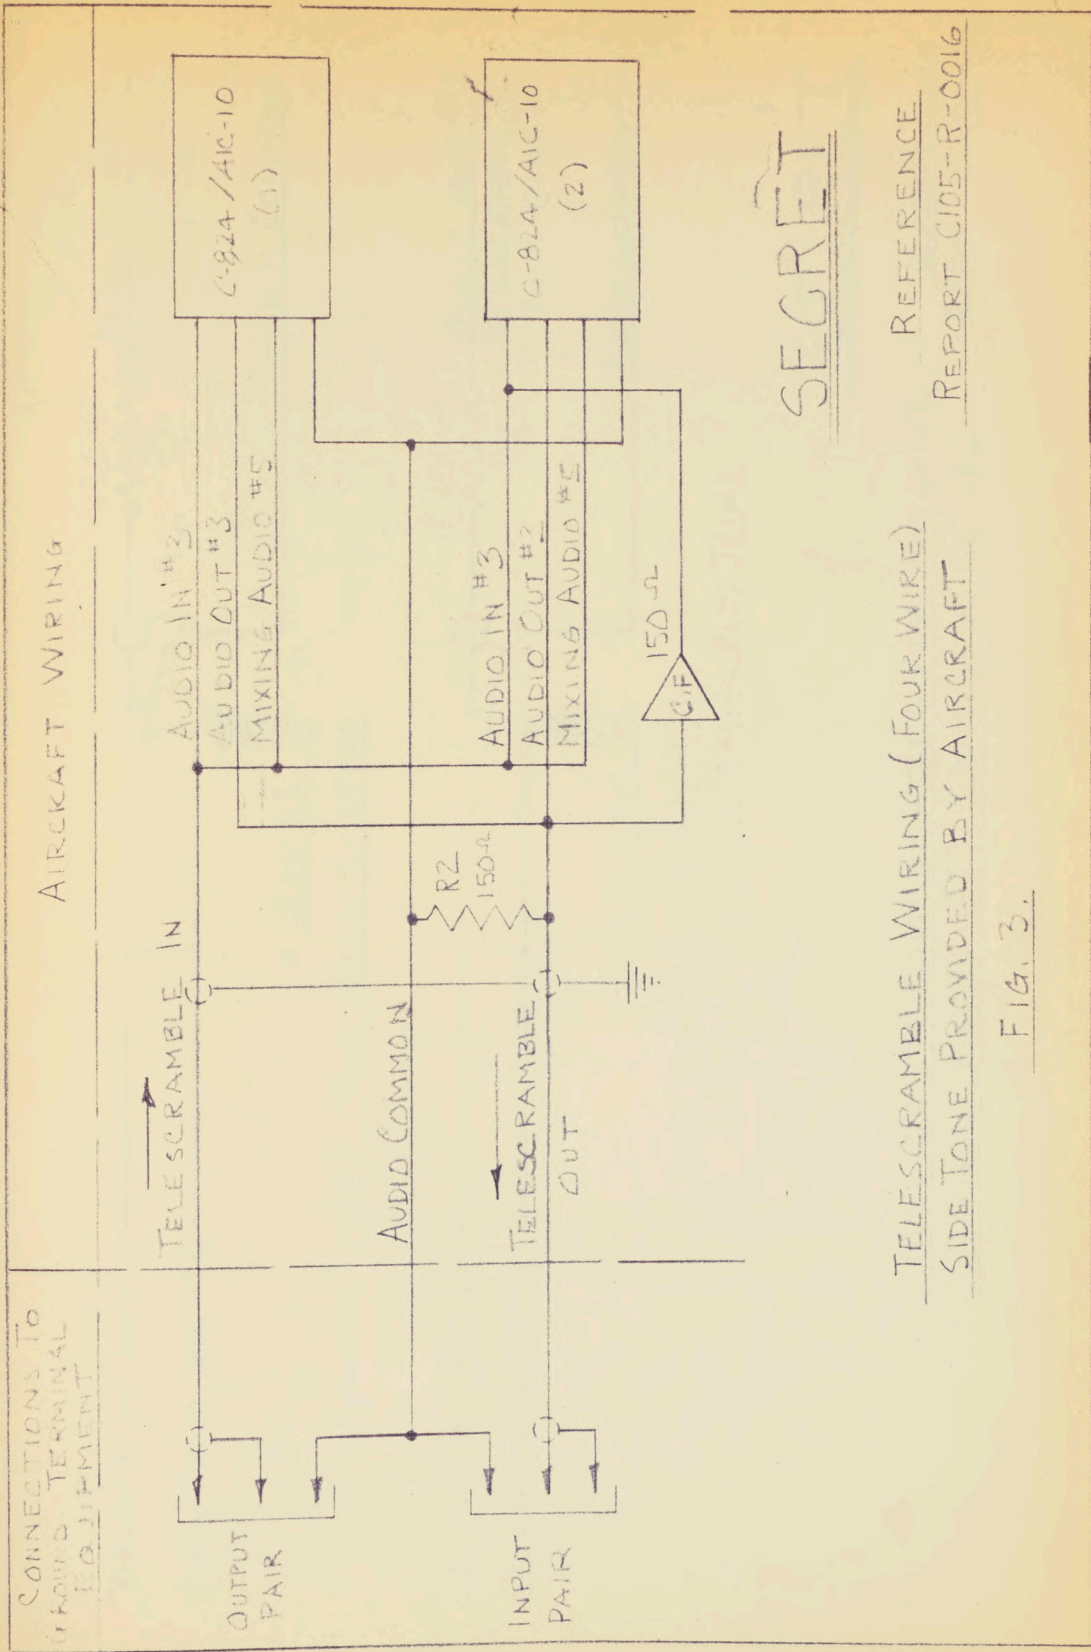 CONNECTIONS TO
GROUND TERMINAL
EQUIPMENT
AIRCRAFT WIRING
OUTPUT
PAIR
TELESCRAMBLE IN
AUDIO IN #3
AUDIO OUT #3
MIXING AUDIO #5
C-824/AIC-10
(1)
AUDIO COMMON
R2
150Ω
INPUT
PAIR
TELESCRAMBLE
OUT
AUDIO IN #3
AUDIO OUT #3
MIXING AUDIO #5
C-824/AIC-10
(2)
150Ω
C.F
SECRET
TELESCRAMBLE WIRING (FOUR WIRE)
SIDE TONE PROVIDED BY AIRCRAFT
FIG. 3.
REFERENCE
REPORT C105-R-0016